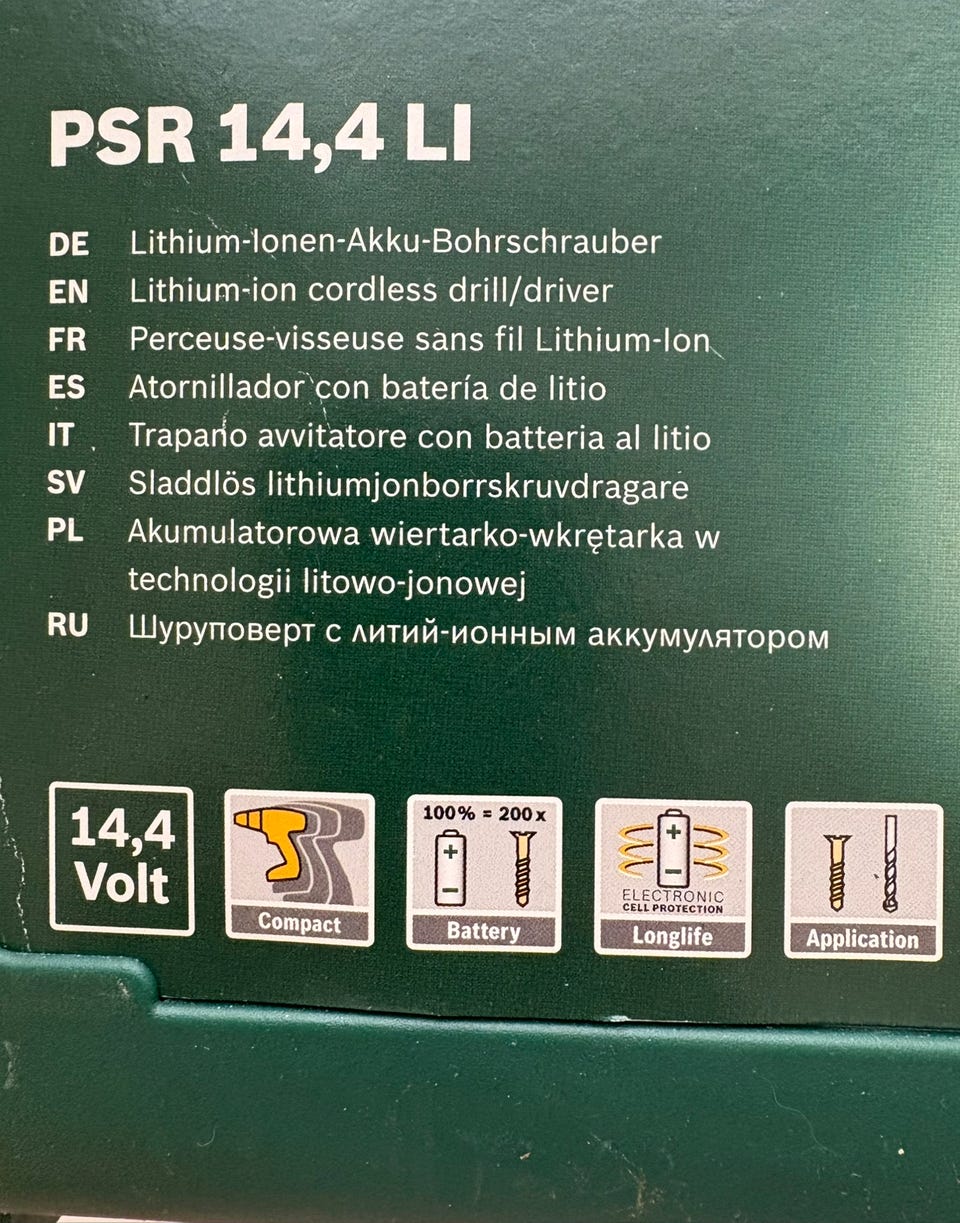 PSR 14,4 LI
DE Lithium-Ionen-Akku-Bohrschrauber
EN Lithium-ion cordless drill/driver
FR Perceuse-visseuse sans fil Lithium-Ion
ES Atornillador con batería de litio
IT Trapano avvitatore con batteria al litio
SV Sladdlös lithiumjonborrskruvdragare
PL Akumulatorowa wiertarko-wkrętarka w
technologii litowo-jonowej
RU Шуруповерт с литий-ионным аккумулятором
14,4
Volt
Compact
100% = 200x
+
–
Battery
+
–
ELECTRONIC
CELL PROTECTION
Longlife
Application